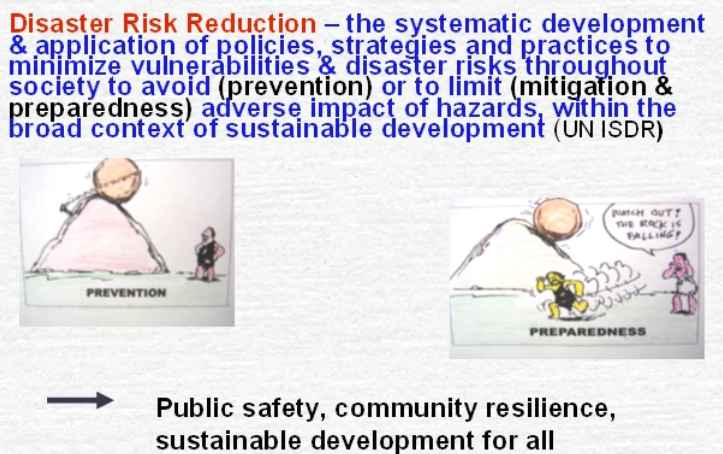 Disaster Risk Reduction – the systematic development
& application of policies, strategies and practices to
minimize vulnerabilities & disaster risks throughout
society to avoid (prevention) or to limit (mitigation &
preparedness) adverse impact of hazards, within the
broad context of sustainable development (UN ISDR)
PREVENTION
WATCH OUT!
THE ROCK IS
FALLING!
PREPAREDNESS
Public safety, community resilience,
sustainable development for all